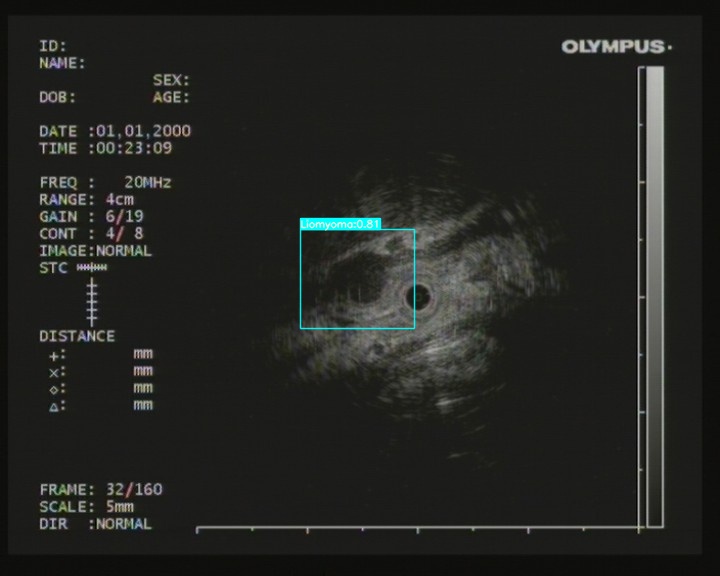 ID:
OLYMPUS
NAME:
SEX:
DOB: AGE:
DATE :01,01,2000
TIME :00:23:09
FREQ : 20MHz
RANGE: 4cm
GAIN : 6/19
CONT : 4/ 8
IMAGE:NORMAL
STC
Liomyoma:0.81
DISTANCE
+: mm
×: mm
◇: mm
△: mm
FRAME: 32/160
SCALE: 5mm
DIR :NORMAL